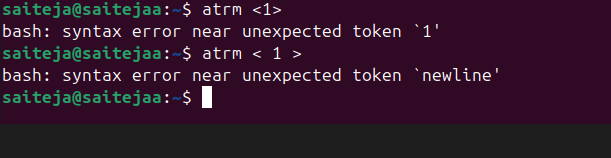 saiteja@saitejaa:~$ atrm <1>
bash: syntax error near unexpected token `1'
saiteja@saitejaa:~$ atrm < 1 >
bash: syntax error near unexpected token `newline'
saiteja@saitejaa:~$